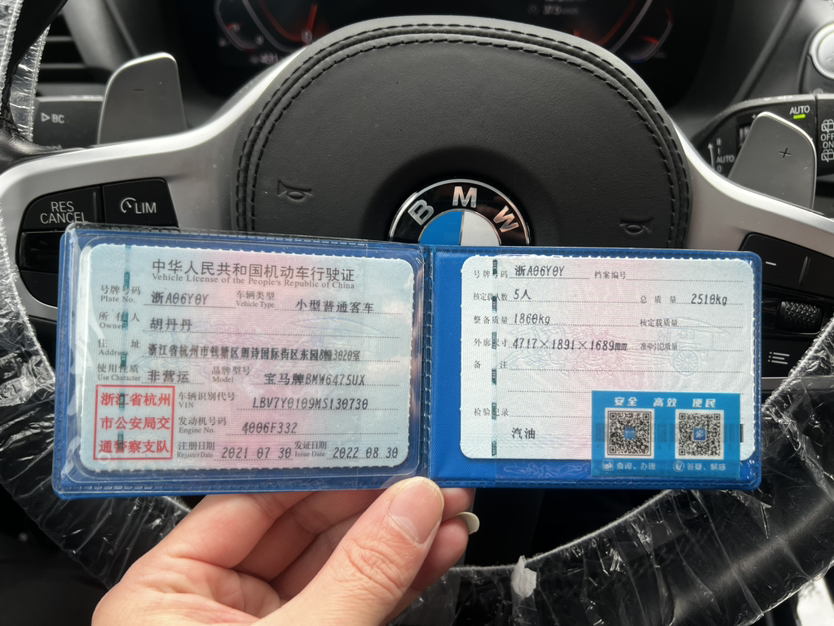 BC
RES
CANCEL
LIM
BMW
AUTO
OFF
ON
AUTO
中华人民共和国机动车行驶证
Vehicle License of the People's Republic of China
号牌号码 浙A06Y0Y 车辆类型 小型普通客车
Plate No. Vehicle Type
所有人 胡丹丹
Owner
住址
Address
使用性质 非营运 品牌型号 宝马牌BMW6475UX
Use Character Model
浙江省杭州
市公安局交
通警察支队
车辆识别代号 LBV7Y0109MS130730
VIN
发动机号码 4006F332
Engine No.
注册日期 2021 07 30 发证日期 2022 08 30
Register Date Issue Date
号牌号码 浙A06Y0Y 档案编号
核定载人数 5人 总质量 2510kg
整备质量 1860kg 核定载质量
外廓尺寸 4717×1891×1689mm 准牵引总质量
备注
检验记录
汽油
安全 高效 便民